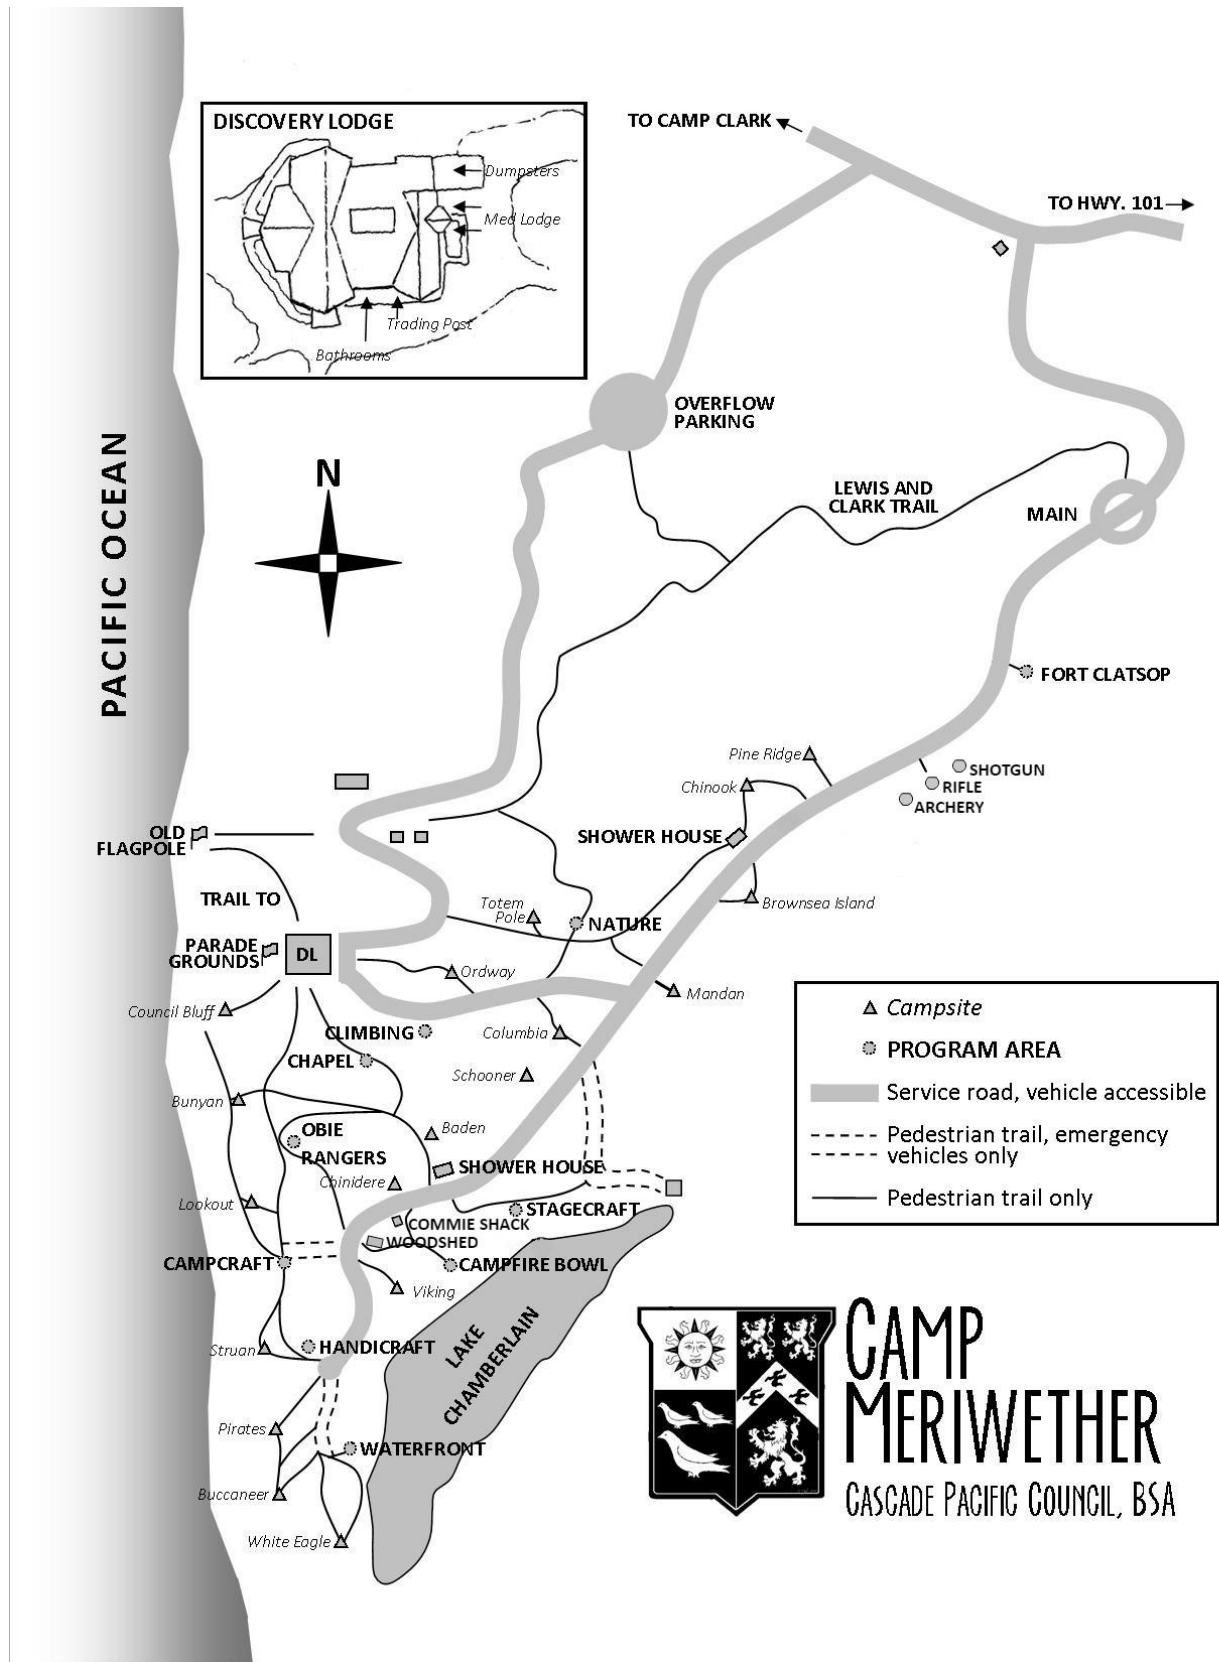 DISCOVERY LODGE
Dumpsters
Med Lodge
Trading Post
Bathrooms
TO CAMP CLARK
TO HWY. 101
OVERFLOW
PARKING
PACIFIC OCEAN
N
LEWIS AND
CLARK TRAIL
MAIN
FORT CLATSOP
Pine Ridge
Chinook
SHOTGUN
RIFLE
ARCHERY
OLD
FLAGPOLE
SHOWER HOUSE
TRAIL TO
Totem
Pole
NATURE
Brownsea Island
PARADE
GROUNDS
DL
Ordway
Mandan
Council Bluff
CLIMBING
Columbia
CHAPEL
Schooner
Bunyan
OBIE
RANGERS
Baden
SHOWER HOUSE
Chinidere
Lookout
STAGECRAFT
COMMIE SHACK
WOODSHED
CAMPCRAFT
CAMPFIRE BOWL
Viking
Struan
HANDICRAFT
LAKE
CHAMBERLAIN
Pirates
WATERFRONT
Buccaneer
White Eagle
Campsite
PROGRAM AREA
Service road, vehicle accessible
Pedestrian trail, emergency
vehicles only
Pedestrian trail only
CAMP
MERIWETHER
CASCADE PACIFIC COUNCIL, BSA